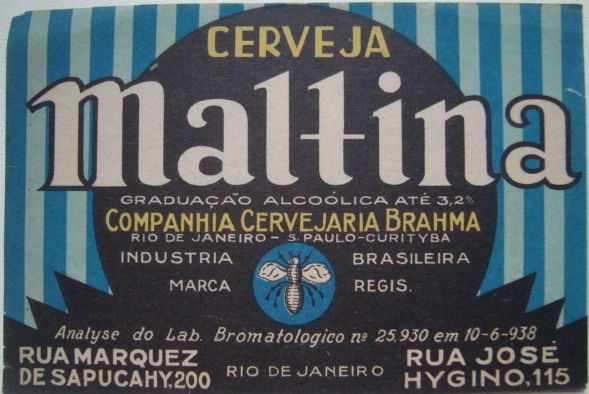 CERVEJA
Maltina
GRADUAÇÃO ALCOÓLICA ATÉ 3,2%
COMPANHIA CERVEJARIA BRAHMA
RIO DE JANEIRO - S. PAULO - CURITYBA
INDUSTRIA BRASILEIRA
MARCA REGIS.
Analyse do Lab. Bromatologico nº 25.930 em 10-6-938
RUA MARQUEZ
DE SAPUCAHY, 200
RIO DE JANEIRO
RUA JOSÉ
HYGINO, 115